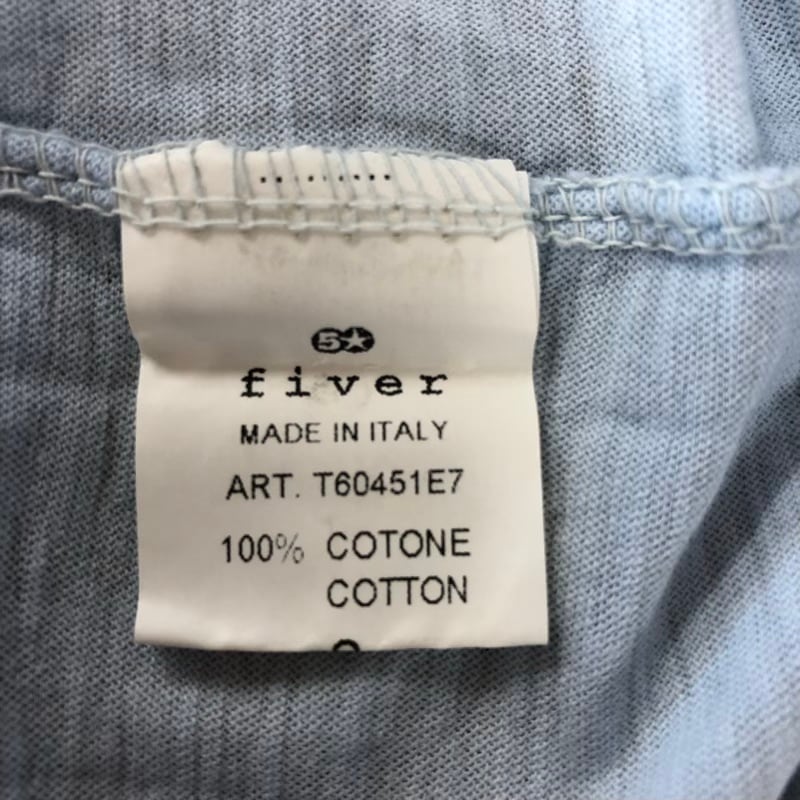 5★
fiver
MADE IN ITALY
ART. T60451E7
100% COTONE
COTTON